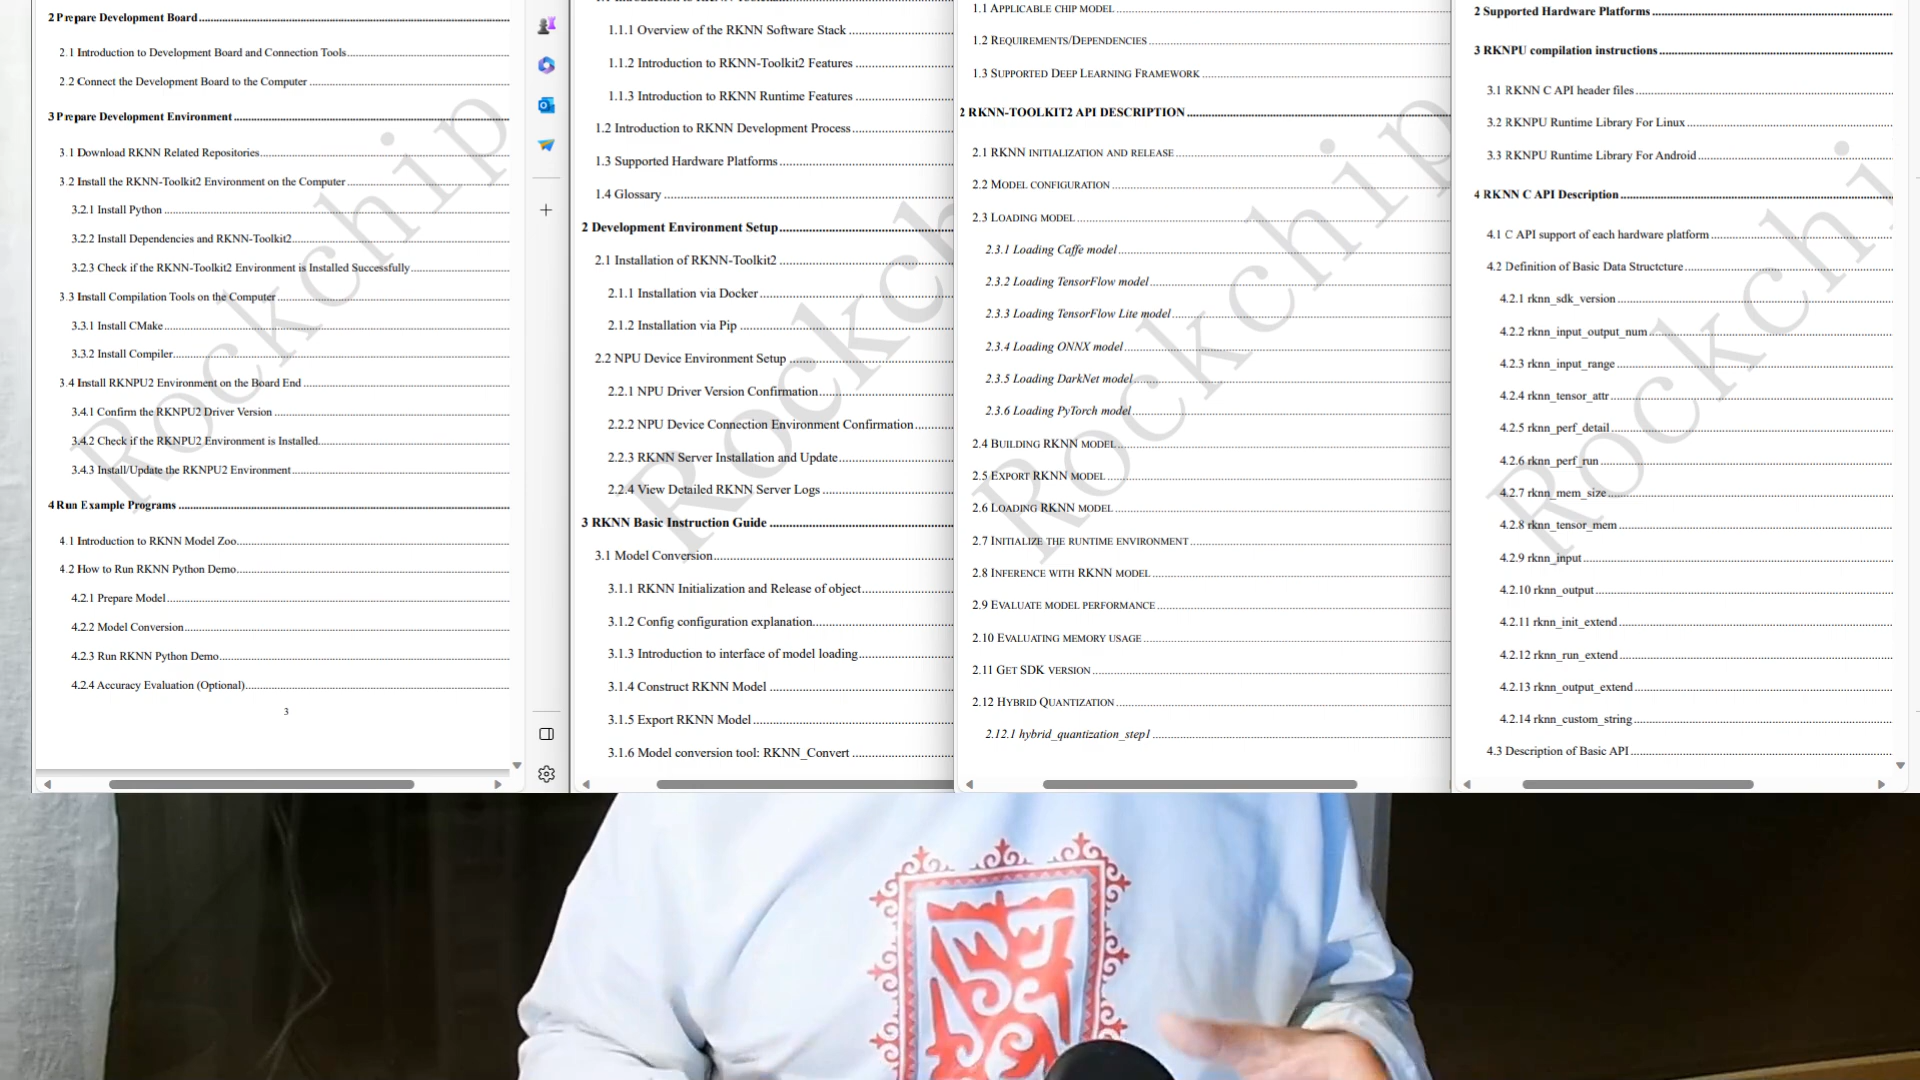 2 Prepare Development Board
2.1 Introduction to Development Board and Connection Tools
2.2 Connect the Development Board to the Computer
3 Prepare Development Environment
3.1 Download RKNN Related Repositories
3.2 Install the RKNN-Toolkit2 Environment on the Computer
3.2.1 Install Python
3.2.2 Install Dependencies and RKNN-Toolkit2
3.2.3 Check if the RKNN-Toolkit2 Environment is Installed Successfully
3.3 Install Compilation Tools on the Computer
3.3.1 Install CMake
3.3.2 Install Compiler
3.4 Install RKNPU2 Environment on the Board End
3.4.1 Confirm the RKNPU2 Driver Version
3.4.2 Check if the RKNPU2 Environment is Installed
3.4.3 Install/Update the RKNPU2 Environment
4 Run Example Programs
4.1 Introduction to RKNN Model Zoo
4.2 How to Run RKNN Python Demo
4.2.1 Prepare Model
4.2.2 Model Conversion
4.2.3 Run RKNN Python Demo
4.2.4 Accuracy Evaluation (Optional)
3
Rockchip
1.1.1 Overview of the RKNN Software Stack
1.1.2 Introduction to RKNN-Toolkit2 Features
1.1.3 Introduction to RKNN Runtime Features
1.2 Introduction to RKNN Development Process
1.3 Supported Hardware Platforms
1.4 Glossary
2 Development Environment Setup
2.1 Installation of RKNN-Toolkit2
2.1.1 Installation via Docker
2.1.2 Installation via Pip
2.2 NPU Device Environment Setup
2.2.1 NPU Driver Version Confirmation
2.2.2 NPU Device Connection Environment Confirmation
2.2.3 RKNN Server Installation and Update
2.2.4 View Detailed RKNN Server Logs
3 RKNN Basic Instruction Guide
3.1 Model Conversion
3.1.1 RKNN Initialization and Release of object
3.1.2 Config configuration explanation
3.1.3 Introduction to interface of model loading
3.1.4 Construct RKNN Model
3.1.5 Export RKNN Model
3.1.6 Model conversion tool: RKNN_Convert
Rockc
1.1 APPLICABLE CHIP MODEL
1.2 REQUIREMENTS/DEPENDENCIES
1.3 SUPPORTED DEEP LEARNING FRAMEWORK
2 RKNN-TOOLKIT2 API DESCRIPTION
2.1 RKNN INITIALIZATION AND RELEASE
2.2 MODEL CONFIGURATION
2.3 LOADING MODEL
2.3.1 Loading Caffe model
2.3.2 Loading TensorFlow model
2.3.3 Loading TensorFlow Lite model
2.3.4 Loading ONNX model
2.3.5 Loading DarkNet model
2.3.6 Loading PyTorch model
2.4 BUILDING RKNN MODEL
2.5 EXPORT RKNN MODEL
2.6 LOADING RKNN MODEL
2.7 INITIALIZE THE RUNTIME ENVIRONMENT
2.8 INFERENCE WITH RKNN MODEL
2.9 EVALUATE MODEL PERFORMANCE
2.10 EVALUATING MEMORY USAGE
2.11 GET SDK VERSION
2.12 HYBRID QUANTIZATION
2.12.1 hybrid_quantization_step1
Rockchip
2 Supported Hardware Platforms
3 RKNPU compilation instructions
3.1 RKNN C API header files
3.2 RKNPU Runtime Library For Linux
3.3 RKNPU Runtime Library For Android
4 RKNN C API Description
4.1 C API support of each hardware platform
4.2 Definition of Basic Data Structcture
4.2.1 rknn_sdk_version
4.2.2 rknn_input_output_num
4.2.3 rknn_input_range
4.2.4 rknn_tensor_attr
4.2.5 rknn_perf_detail
4.2.6 rknn_perf_run
4.2.7 rknn_mem_size
4.2.8 rknn_tensor_mem
4.2.9 rknn_input
4.2.10 rknn_output
4.2.11 rknn_init_extend
4.2.12 rknn_run_extend
4.2.13 rknn_output_extend
4.2.14 rknn_custom_string
4.3 Description of Basic API
Rockchi